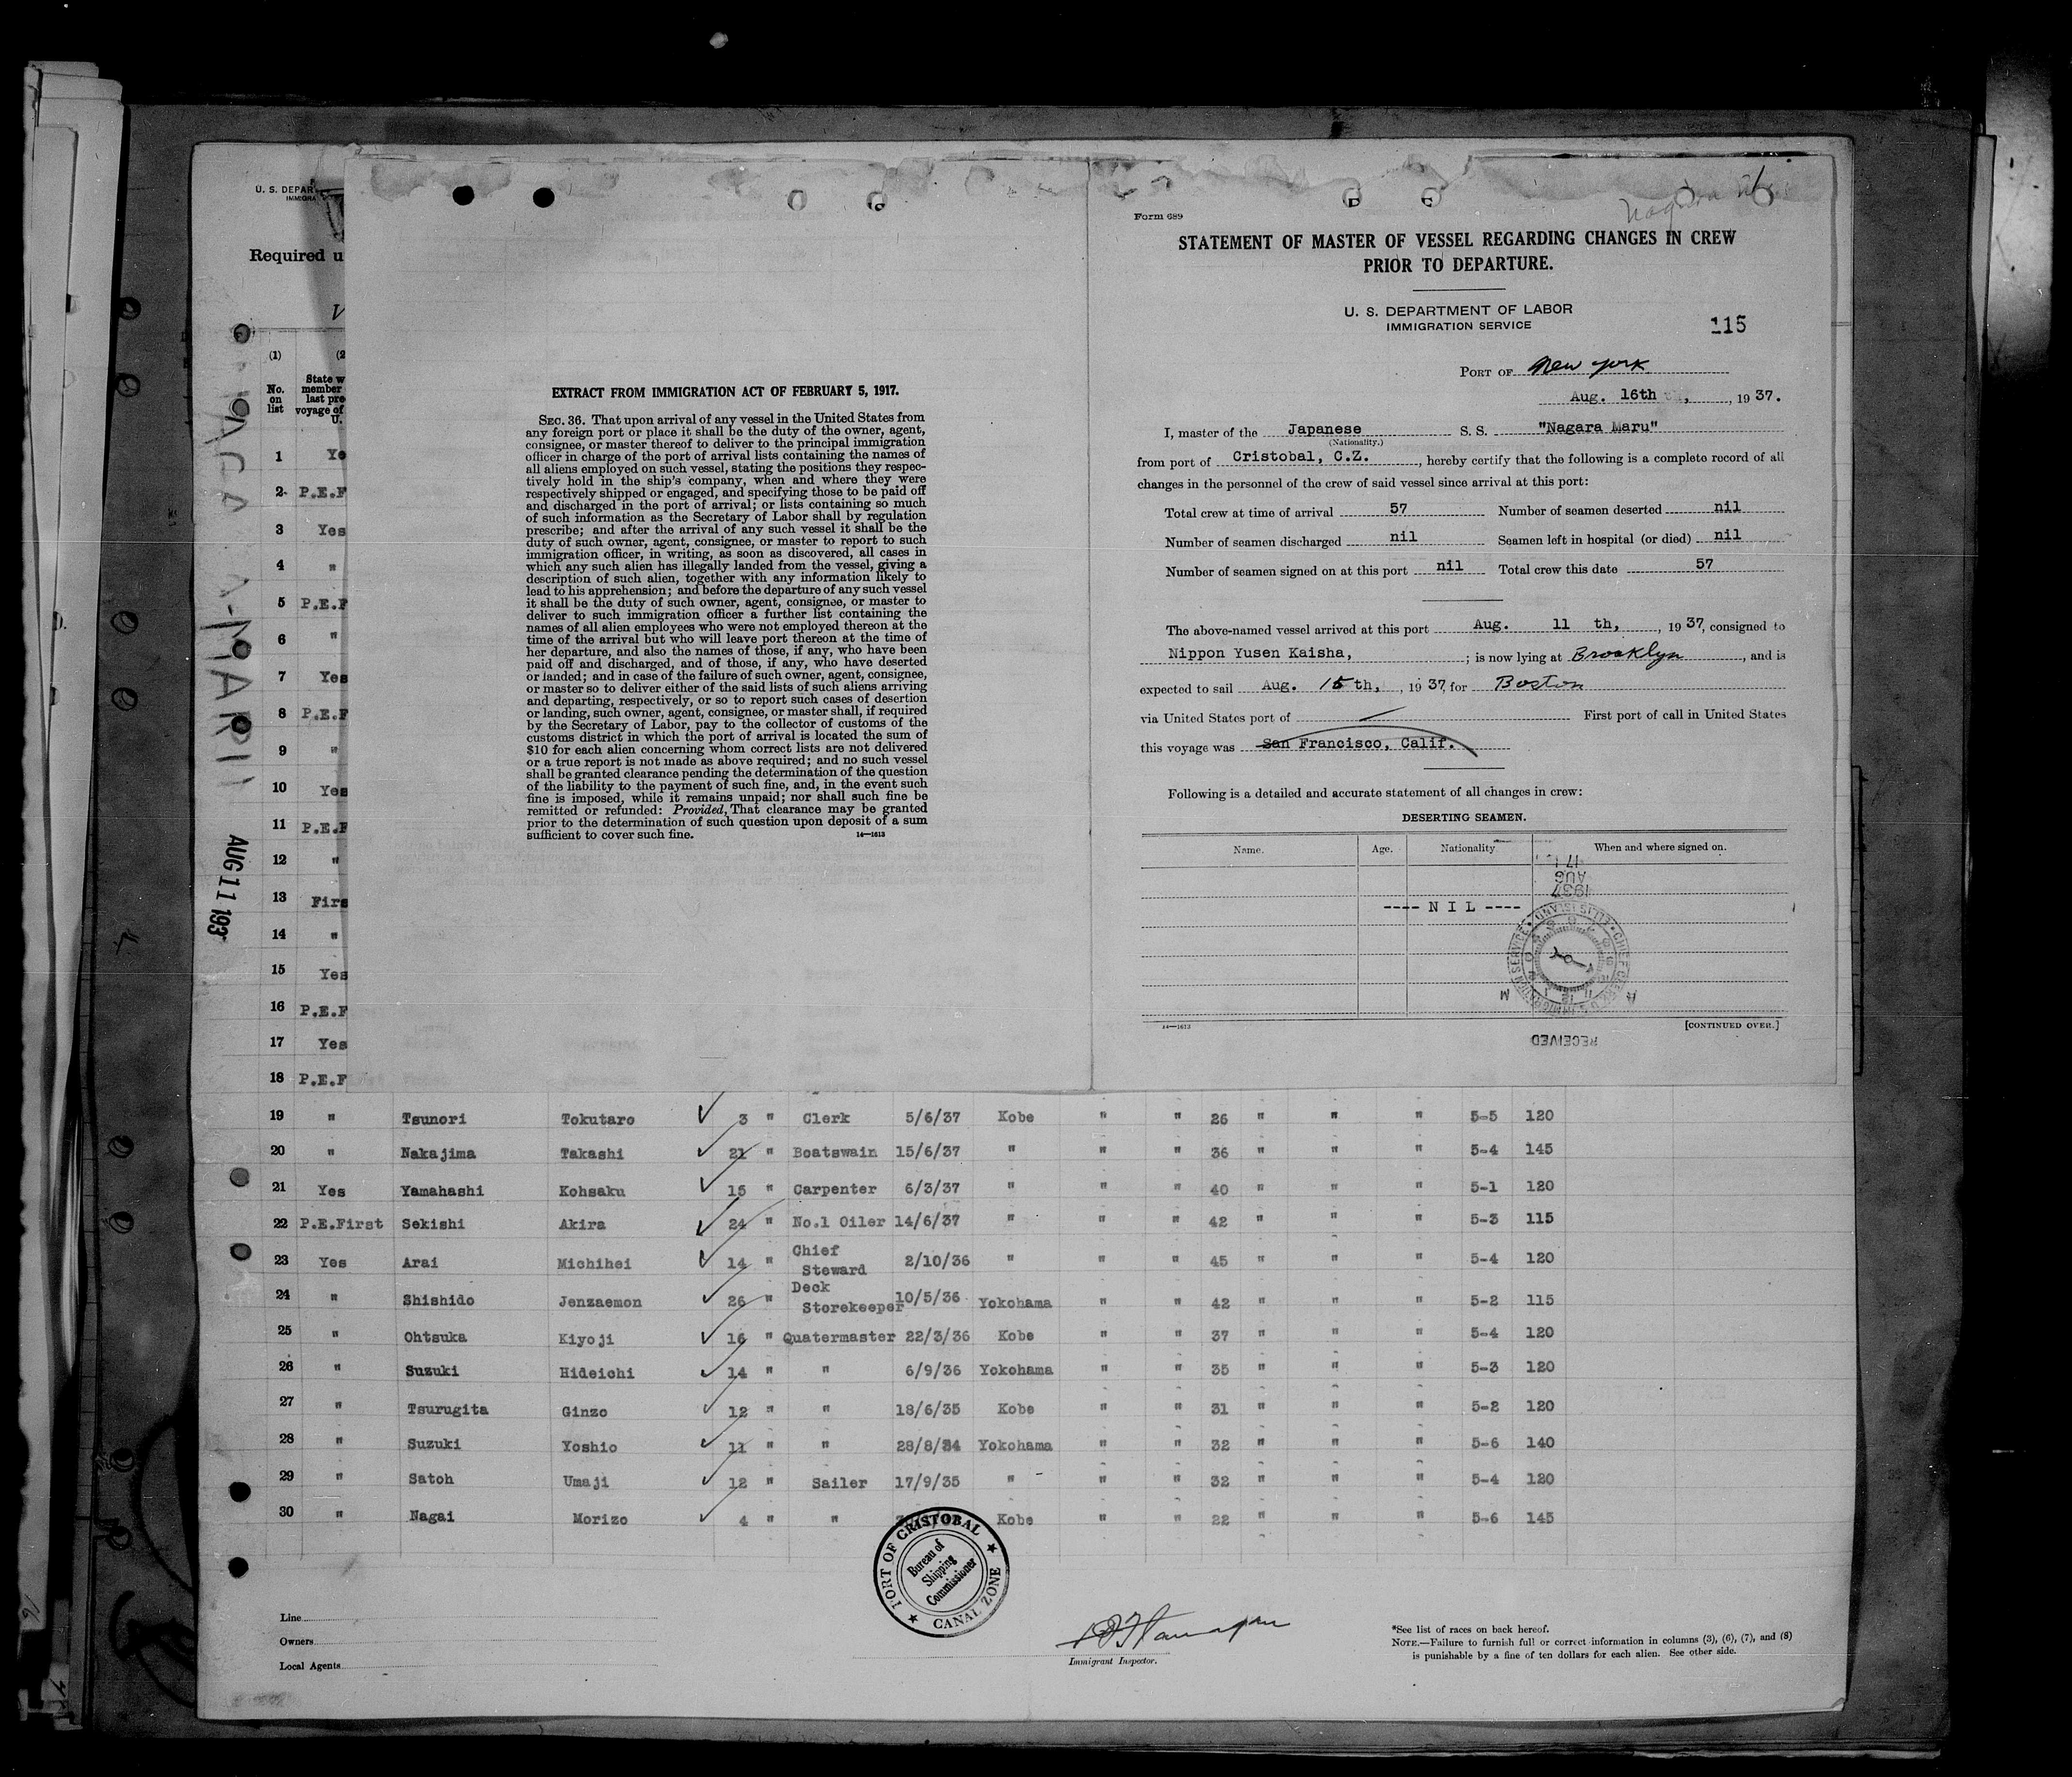 U. S. DEPAR
IMMIGRA
Required u
(1)
No.
on
list
State w
member
last pre
voyage of
U.
1 Ye
2 P.E.F
3 Yes
4 "
5 P.E.F
6 "
7 Yes
8 P.E.F
9 "
10 Yes
11 P.E.F
12 "
13 Firs
14 "
15 Yes
16 P.E.F
17 Yes
18 P.E.F
NAGARA-MARU
AUG 11 193
EXTRACT FROM IMMIGRATION ACT OF FEBRUARY 5, 1917.
SEC. 36. That upon arrival of any vessel in the United States from
any foreign port or place it shall be the duty of the owner, agent,
consignee, or master thereof to deliver to the principal immigration
officer in charge of the port of arrival lists containing the names of
all aliens employed on such vessel, stating the positions they respec-
tively hold in the ship's company, when and where they were
respectively shipped or engaged, and specifying those to be paid off
and discharged in the port of arrival; or lists containing so much
of such information as the Secretary of Labor shall by regulation
prescribe; and after the arrival of any such vessel it shall be the
duty of such owner, agent, consignee, or master to report to such
immigration officer, in writing, as soon as discovered, all cases in
which any such alien has illegally landed from the vessel, giving a
description of such alien, together with any information likely to
lead to his apprehension; and before the departure of any such vessel
it shall be the duty of such owner, agent, consignee, or master to
deliver to such immigration officer a further list containing the
names of all alien employees who were not employed thereon at the
time of the arrival but who will leave port thereon at the time of
her departure, and also the names of those, if any, who have been
paid off and discharged, and of those, if any, who have deserted
or landed; and in case of the failure of such owner, agent, consignee,
or master so to deliver either of the said lists of such aliens arriving
and departing, respectively, or so to report such cases of desertion
or landing, such owner, agent, consignee, or master shall, if required
by the Secretary of Labor, pay to the collector of customs of the
customs district in which the port of arrival is located the sum of
$10 for each alien concerning whom correct lists are not delivered
or a true report is not made as above required; and no such vessel
shall be granted clearance pending the determination of the question
of the liability to the payment of such fine, and, in the event such
fine is imposed, while it remains unpaid; nor shall such fine be
remitted or refunded: Provided, That clearance may be granted
prior to the determination of such question upon deposit of a sum
sufficient to cover such fine. 14—1613
Nagara
Form 689
STATEMENT OF MASTER OF VESSEL REGARDING CHANGES IN CREW
PRIOR TO DEPARTURE.
U. S. DEPARTMENT OF LABOR
IMMIGRATION SERVICE
115
PORT OF New York
Aug. 16th, 1937.
I, master of the Japanese S. S. "Nagara Maru"
(Nationality.)
from port of Cristobal, C.Z., hereby certify that the following is a complete record of all
changes in the personnel of the crew of said vessel since arrival at this port:
Total crew at time of arrival 57 Number of seamen deserted nil
Number of seamen discharged nil Seamen left in hospital (or died) nil
Number of seamen signed on at this port nil Total crew this date 57
The above-named vessel arrived at this port Aug. 11 th, , 1937, consigned to
Nippon Yusen Kaisha, ; is now lying at Brooklyn, and is
expected to sail Aug. 15th, , 1937, for Boston
via United States port of — First port of call in United States
this voyage was San Francisco, Calif.
Following is a detailed and accurate statement of all changes in crew:
DESERTING SEAMEN.
Name. Age. Nationality When and where signed on.
---- N I L ----
1937
AUG
17
CHIEF CLERK U.S. IMMIGRATION SERVICE ELLIS ISLAND
A M
RECEIVED
14—1613 [CONTINUED OVER.]
19 " Tsunori Tokutaro 3 " Clerk 5/6/37 Kobe " " 26 " " " 5-5 120
20 " Nakajima Takashi 21 " Boatswain 15/6/37 " " " 36 " " " 5-4 145
21 Yes Yamahashi Kohsaku 15 " Carpenter 6/3/37 " " " 40 " " " 5-1 120
22 P.E.First Sekishi Akira 24 " No.1 Oiler 14/6/37 " " " 42 " " " 5-3 115
23 Yes Arai Michihei 14 " Chief Steward 2/10/36 " " " 45 " " " 5-4 120
24 " Shishido Jenzaemon 26 " Deck Storekeeper 10/5/36 Yokohama " " 42 " " " 5-2 115
25 " Ohtsuka Kiyoji 16 " Quatermaster 22/3/36 Kobe " " 37 " " " 5-4 120
26 " Suzuki Hideichi 14 " " 6/9/36 Yokohama " " 35 " " " 5-3 120
27 " Tsurugita Ginzo 12 " " 18/6/35 Kobe " " 31 " " " 5-2 120
28 " Suzuki Yoshio 11 " " 28/8/34 Yokohama " " 32 " " " 5-6 140
29 " Satoh Umaji 12 " Sailer 17/9/35 " " " 32 " " " 5-4 120
30 " Nagai Morizo 4 " " Kobe " " 22 " " " 5-6 145
PORT OF CRISTOBAL
Bureau of
Shipping
Commissioner
CANAL ZONE
Line
Owners
Local Agents
Immigrant Inspector.
*See list of races on back hereof.
NOTE.—Failure to furnish full or correct information in columns (3), (6), (7), and (8)
is punishable by a fine of ten dollars for each alien. See other side.